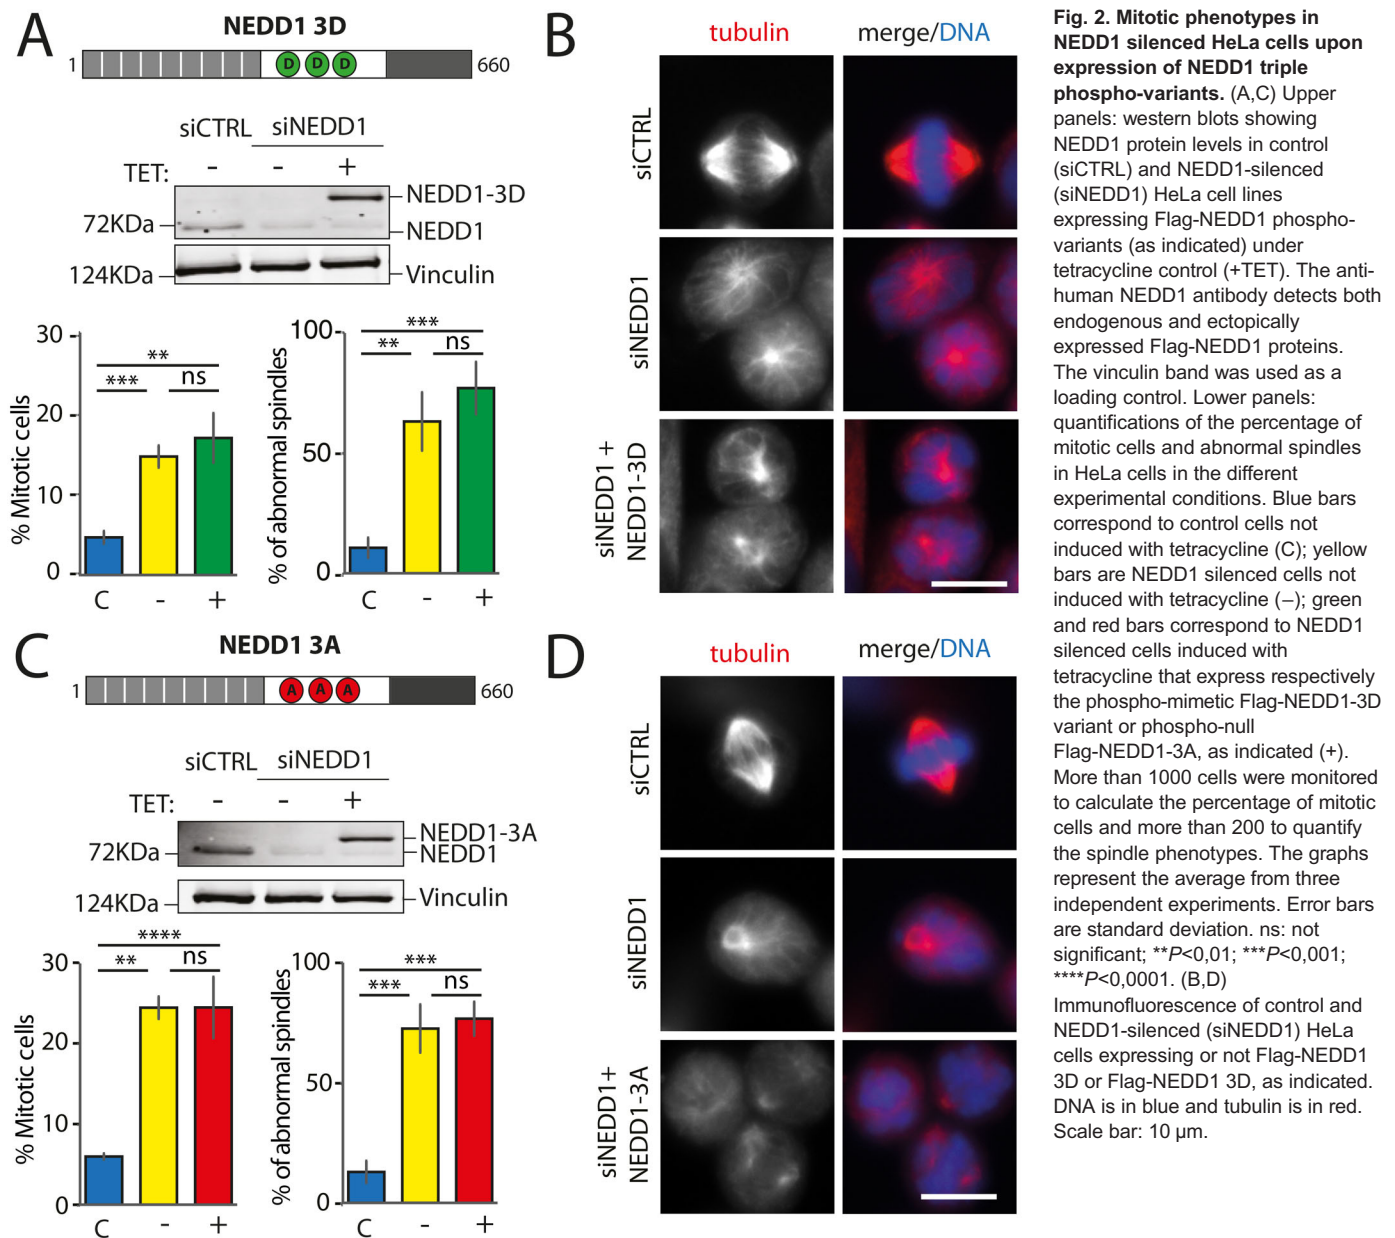 A
NEDD1 3D
1
D D D
660
siCTRL siNEDD1
TET: - - +
NEDD1-3D
72KDa
NEDD1
124KDa
Vinculin
% Mitotic cells
30
20
10
0
**
*** ns
C - +
% of abnormal spindles
100
50
0
***
** ns
C - +
B
tubulin merge/DNA
siCTRL
siNEDD1
siNEDD1 +
NEDD1-3D
C
NEDD1 3A
1
A A A
660
siCTRL siNEDD1
TET: - - +
NEDD1-3A
72KDa
NEDD1
124KDa
Vinculin
% Mitotic cells
30
20
10
0
****
** ns
C - +
% of abnormal spindles
100
50
0
***
*** ns
C - +
D
tubulin merge/DNA
siCTRL
siNEDD1
siNEDD1+
NEDD1-3A
Fig. 2. Mitotic phenotypes in
NEDD1 silenced HeLa cells upon
expression of NEDD1 triple
phospho-variants. (A,C) Upper
panels: western blots showing
NEDD1 protein levels in control
(siCTRL) and NEDD1-silenced
(siNEDD1) HeLa cell lines
expressing Flag-NEDD1 phospho-
variants (as indicated) under
tetracycline control (+TET). The anti-
human NEDD1 antibody detects both
endogenous and ectopically
expressed Flag-NEDD1 proteins.
The vinculin band was used as a
loading control. Lower panels:
quantifications of the percentage of
mitotic cells and abnormal spindles
in HeLa cells in the different
experimental conditions. Blue bars
correspond to control cells not
induced with tetracycline (C); yellow
bars are NEDD1 silenced cells not
induced with tetracycline (−); green
and red bars correspond to NEDD1
silenced cells induced with
tetracycline that express respectively
the phospho-mimetic Flag-NEDD1-3D
variant or phospho-null
Flag-NEDD1-3A, as indicated (+).
More than 1000 cells were monitored
to calculate the percentage of mitotic
cells and more than 200 to quantify
the spindle phenotypes. The graphs
represent the average from three
independent experiments. Error bars
are standard deviation. ns: not
significant; **P<0,01; ***P<0,001;
****P<0,0001. (B,D)
Immunofluorescence of control and
NEDD1-silenced (siNEDD1) HeLa
cells expressing or not Flag-NEDD1
3D or Flag-NEDD1 3D, as indicated.
DNA is in blue and tubulin is in red.
Scale bar: 10 μm.